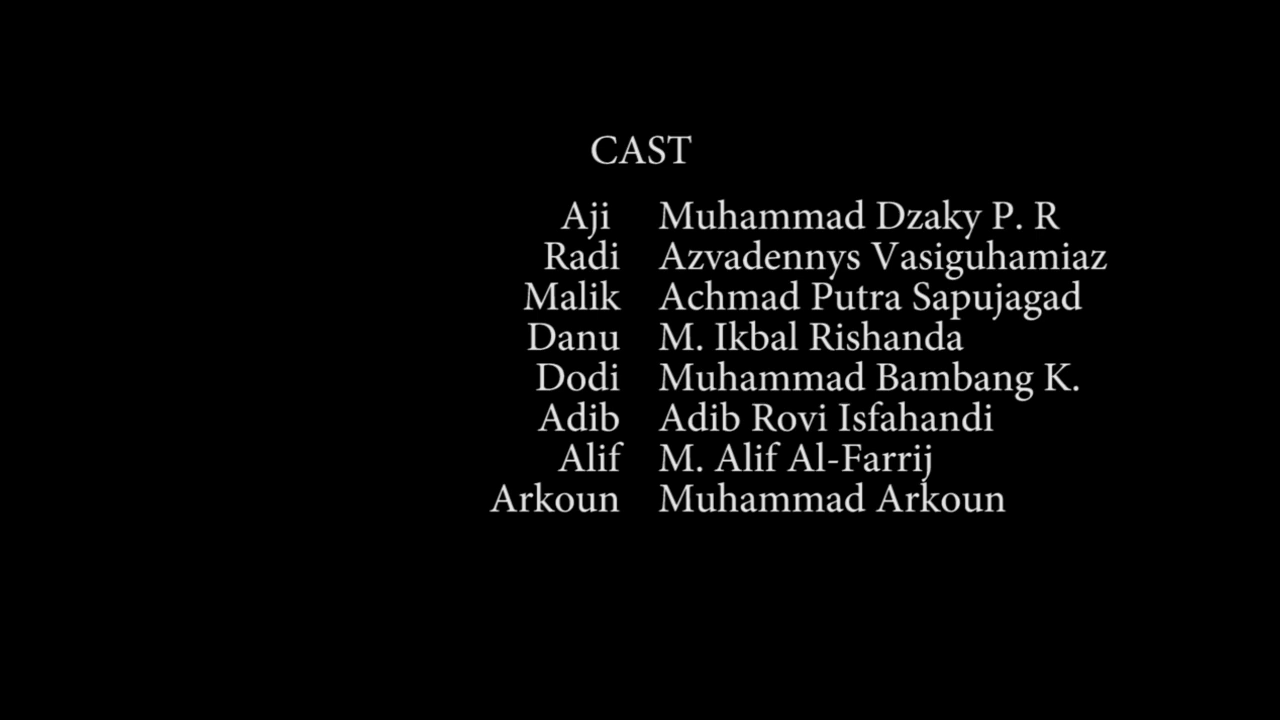 CAST
Aji Muhammad Dzaky P. R
Radi Azvadennys Vasiguhamiaz
Malik Achmad Putra Sapujagad
Danu M. Ikbal Rishanda
Dodi Muhammad Bambang K.
Adib Adib Rovi Isfahandi
Alif M. Alif Al-Farrij
Arkoun Muhammad Arkoun